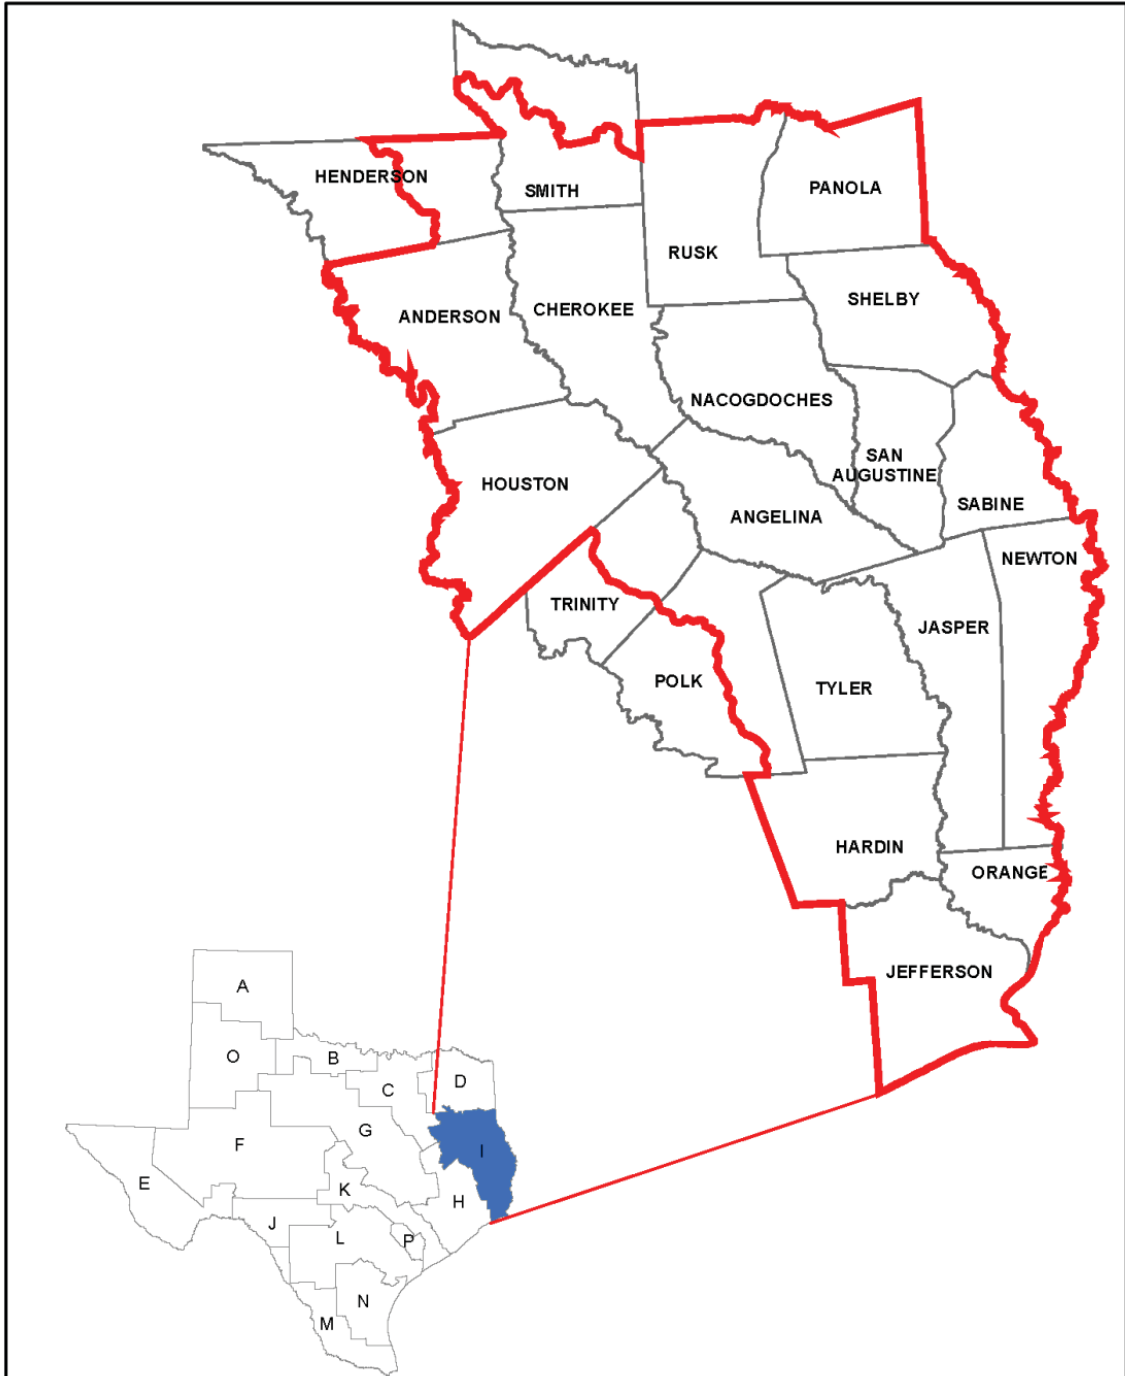 HENDERSON
SMITH
PANOLA
RUSK
SHELBY
CHEROKEE
ANDERSON
NACOGDOCHES
SAN
AUGUSTINE
HOUSTON
SABINE
ANGELINA
NEWTON
TRINITY
JASPER
POLK
TYLER
HARDIN
ORANGE
JEFFERSON
A
O
B
C
D
G
F
I
E
K
H
J
L
P
N
M